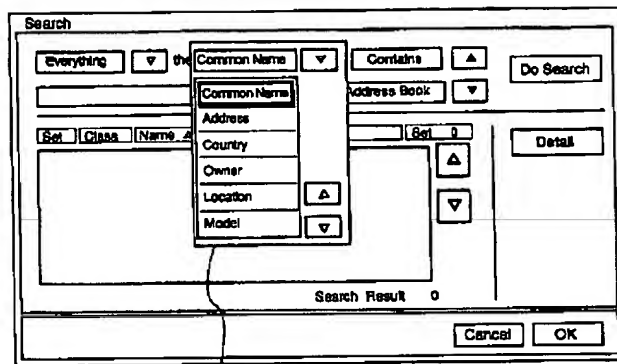 Search
Everything the Common Name Contains Do Search
Common Name Address Book
Address
Set Class Name Set 0 Detail
Country
Owner
Location
Model
Search Result 0
Cancel OK